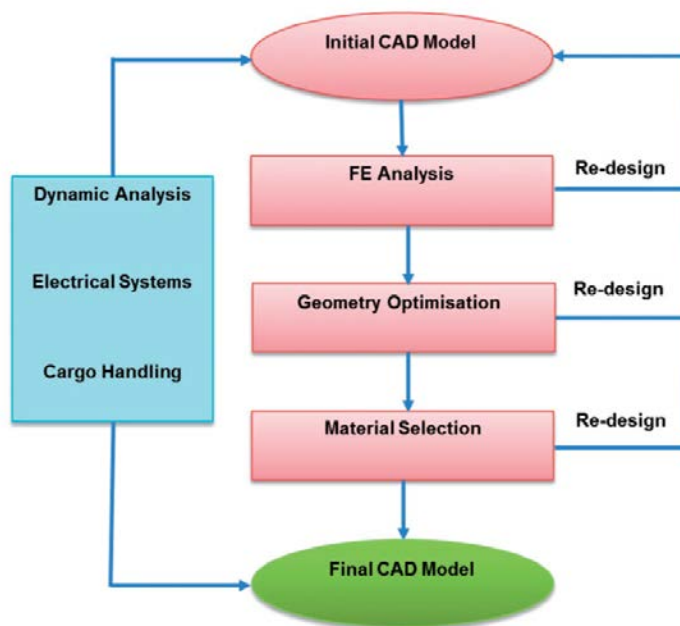 Initial CAD Model
FE Analysis
Re-design
Dynamic Analysis
Electrical Systems
Cargo Handling
Geometry Optimisation
Re-design
Material Selection
Re-design
Final CAD Model